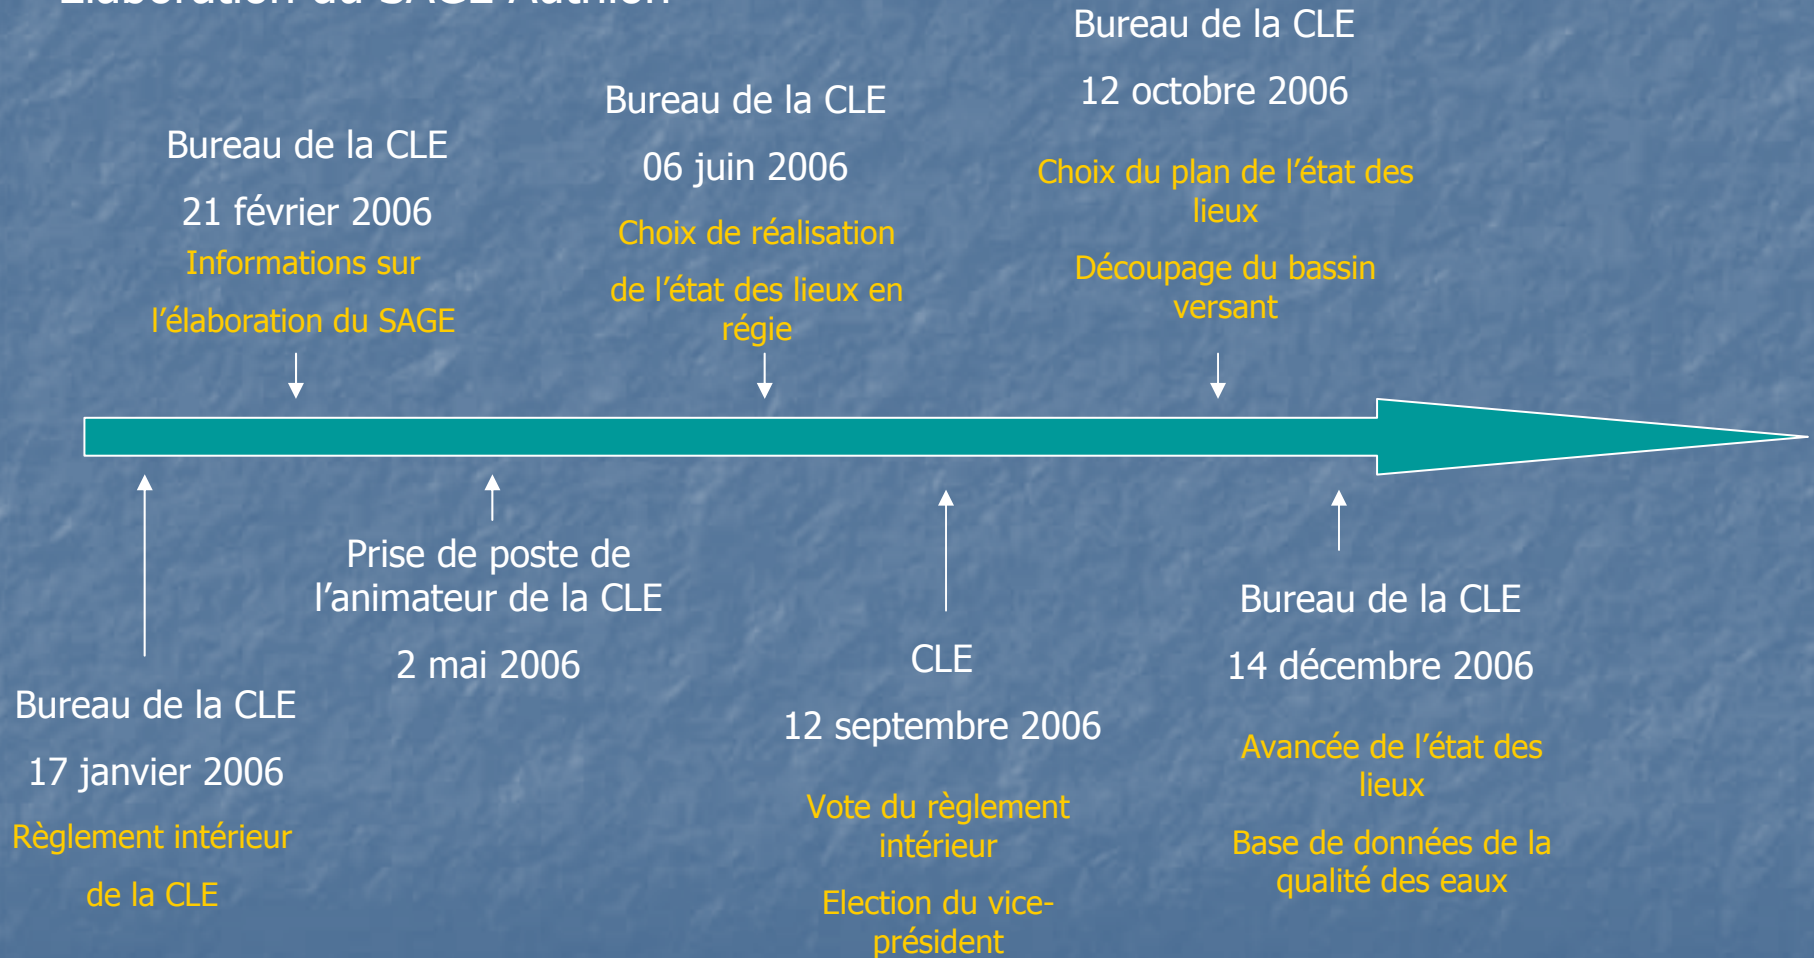 Elaboration du SAGE Authion
Bureau de la CLE
12 octobre 2006
Choix du plan de l’état des
lieux
Découpage du bassin
versant
Bureau de la CLE
06 juin 2006
Choix de réalisation
de l’état des lieux en
régie
Bureau de la CLE
21 février 2006
Informations sur
l’élaboration du SAGE
Bureau de la CLE
17 janvier 2006
Règlement intérieur
de la CLE
Prise de poste de
l’animateur de la CLE
2 mai 2006
CLE
12 septembre 2006
Vote du règlement
intérieur
Election du vice-
président
Bureau de la CLE
14 décembre 2006
Avancée de l’état des
lieux
Base de données de la
qualité des eaux